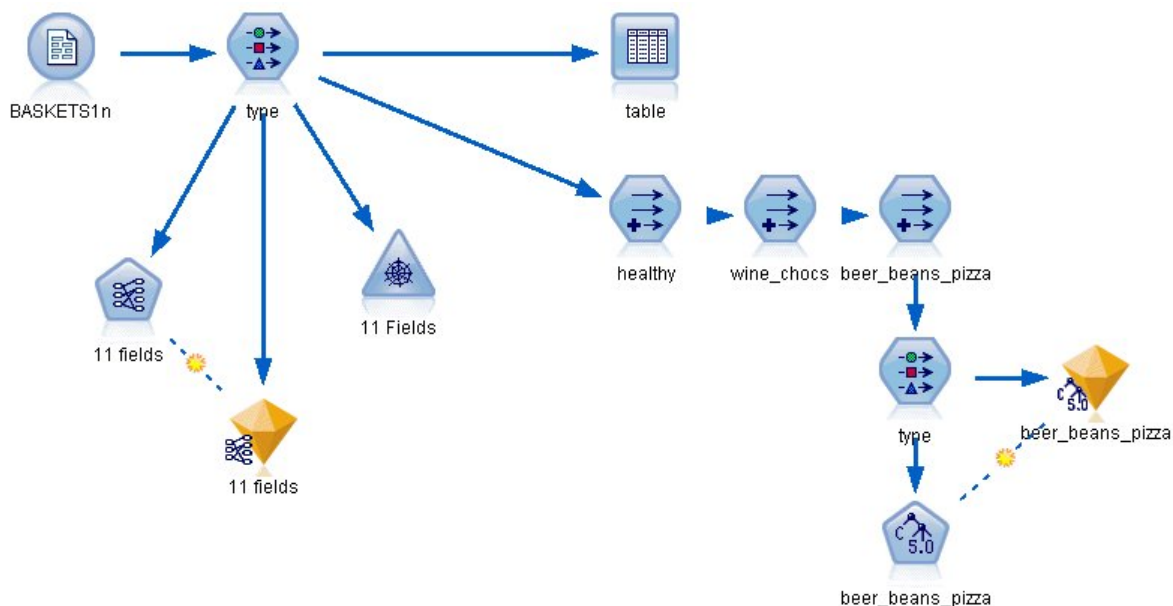 BASKETS1n
type
table
healthy
wine_chocs
beer_beans_pizza
11 fields
11 Fields
11 fields
type
C 5.0
beer_beans_pizza
C 5.0
beer_beans_pizza